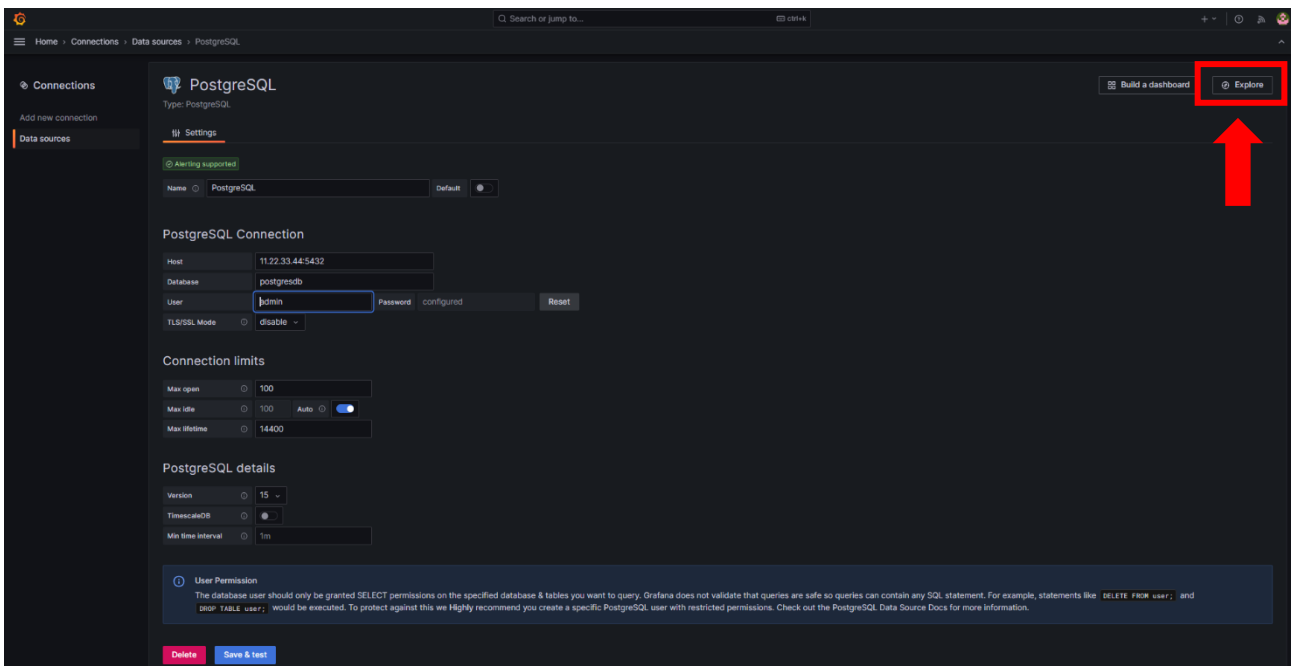 Search or jump to...
ctrl+k
Home › Connections › Data sources › PostgreSQL
Connections
Add new connection
Data sources
PostgreSQL
Type: PostgreSQL
Build a dashboard
Explore
Settings
Alerting supported
Name PostgreSQL Default
PostgreSQL Connection
Host 11.22.33.44:5432
Database postgresdb
User admin Password configured Reset
TLS/SSL Mode disable
Connection limits
Max open 100
Max idle 100 Auto
Max lifetime 14400
PostgreSQL details
Version 15
TimescaleDB
Min time interval 1m
User Permission
The database user should only be granted SELECT permissions on the specified database & tables you want to query. Grafana does not validate that queries are safe so queries can contain any SQL statement. For example, statements like DELETE FROM user; and
DROP TABLE user; would be executed. To protect against this we Highly recommend you create a specific PostgreSQL user with restricted permissions. Check out the PostgreSQL Data Source Docs for more information.
Delete Save & test